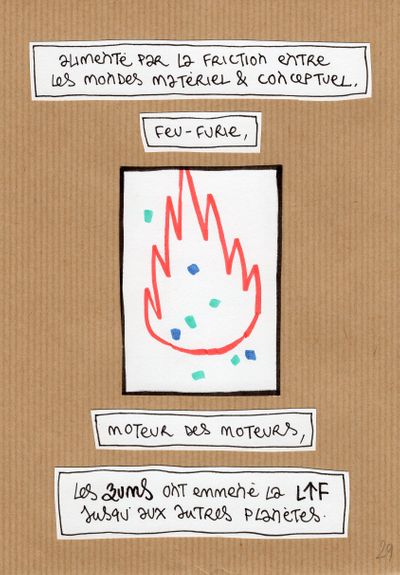 alimenté par la friction entre
les mondes matériel & conceptuel.
feu-furie,
moteur des moteurs,
les zums ont emmené la L↑F
jusqu'aux autres planètes.
29